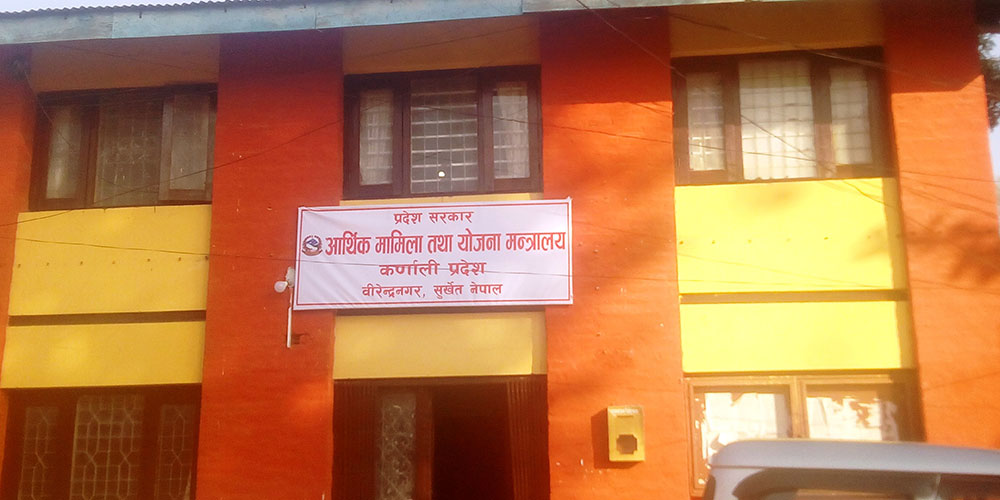 प्रदेश सरकार
आर्थिक मामिला तथा योजना मन्त्रालय
कर्णाली प्रदेश
वीरेन्द्रनगर, सुर्खेत नेपाल